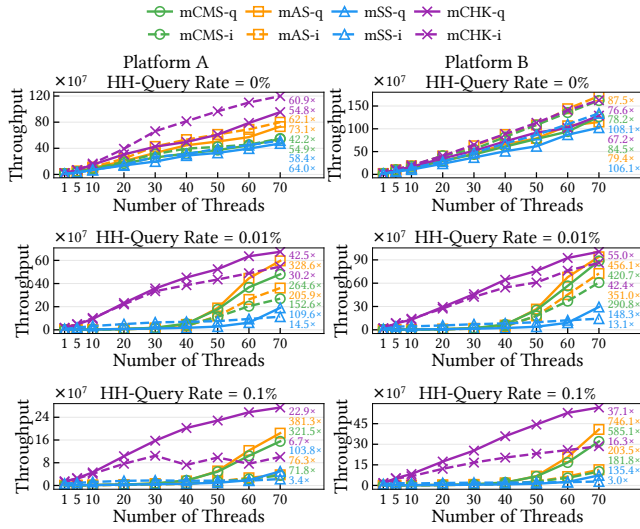 mCMS-q mAS-q mSS-q mCHK-q
mCMS-i mAS-i mSS-i mCHK-i
Platform A
×10⁷ HH-Query Rate = 0%
Throughput
120
80
40
0
60.9×
54.8×
62.1×
73.1×
42.2×
54.9×
58.4×
64.0×
1 5 10 20 30 40 50 60 70
Number of Threads
Platform B
×10⁷ HH-Query Rate = 0%
Throughput
150
100
50
0
87.5×
76.6×
78.2×
108.1×
67.2×
84.5×
79.4×
106.1×
1 5 10 20 30 40 50 60 70
Number of Threads
×10⁷ HH-Query Rate = 0.01%
Throughput
60
40
20
0
42.5×
328.6×
30.2×
264.6×
205.9×
152.6×
109.6×
14.5×
1 5 10 20 30 40 50 60 70
Number of Threads
×10⁷ HH-Query Rate = 0.01%
Throughput
90
60
30
0
55.0×
456.1×
420.7×
42.4×
351.0×
290.8×
148.3×
13.1×
1 5 10 20 30 40 50 60 70
Number of Threads
×10⁷ HH-Query Rate = 0.1%
Throughput
24
16
8
0
22.9×
381.3×
321.5×
6.7×
103.8×
76.3×
71.8×
3.4×
1 5 10 20 30 40 50 60 70
Number of Threads
×10⁷ HH-Query Rate = 0.1%
Throughput
45
30
15
0
37.1×
746.1×
585.1×
16.3×
203.5×
181.8×
135.4×
3.0×
1 5 10 20 30 40 50 60 70
Number of Threads